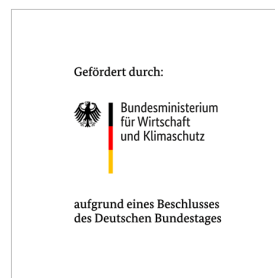 Gefördert durch:
Bundesministerium
für Wirtschaft
und Klimaschutz
aufgrund eines Beschlusses
des Deutschen Bundestages